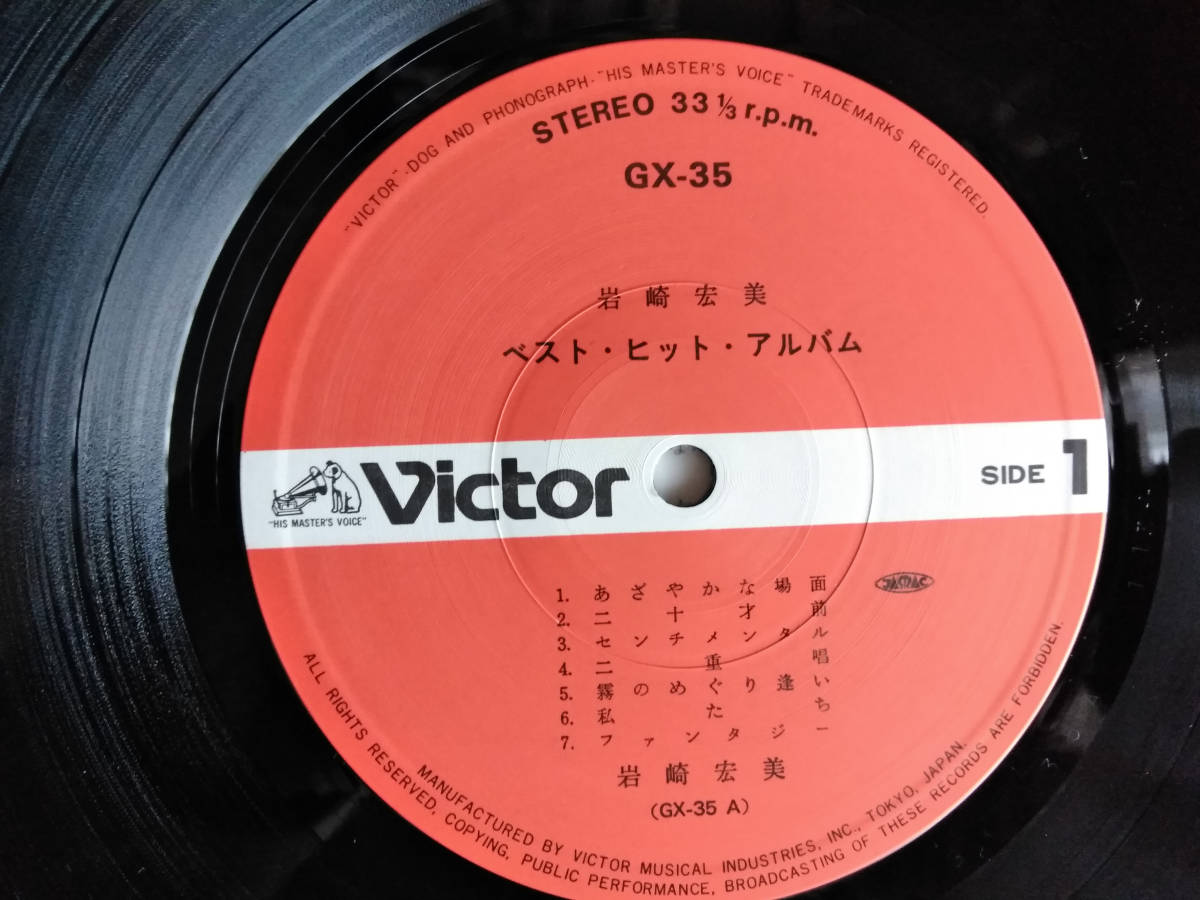 "VICTOR"-DOG AND PHONOGRAPH-"HIS MASTER'S VOICE" TRADEMARKS REGISTERED.
STEREO 33 1/3 r.p.m.
GX-35
岩崎宏美
ベスト・ヒット・アルバム
"HIS MASTER'S VOICE"
Victor
SIDE 1
1. あざやかな場面
2. 二十才前
3. センチメンタル
4. 二重唱
5. 霧のめぐり逢い
6. 私たち
7. ファンタジー
JASRAC
岩崎宏美
(GX-35 A)
MANUFACTURED BY VICTOR MUSICAL INDUSTRIES, INC., TOKYO, JAPAN.
ALL RIGHTS RESERVED, COPYING, PUBLIC PERFORMANCE, BROADCASTING OF THESE RECORDS ARE FORBIDDEN.